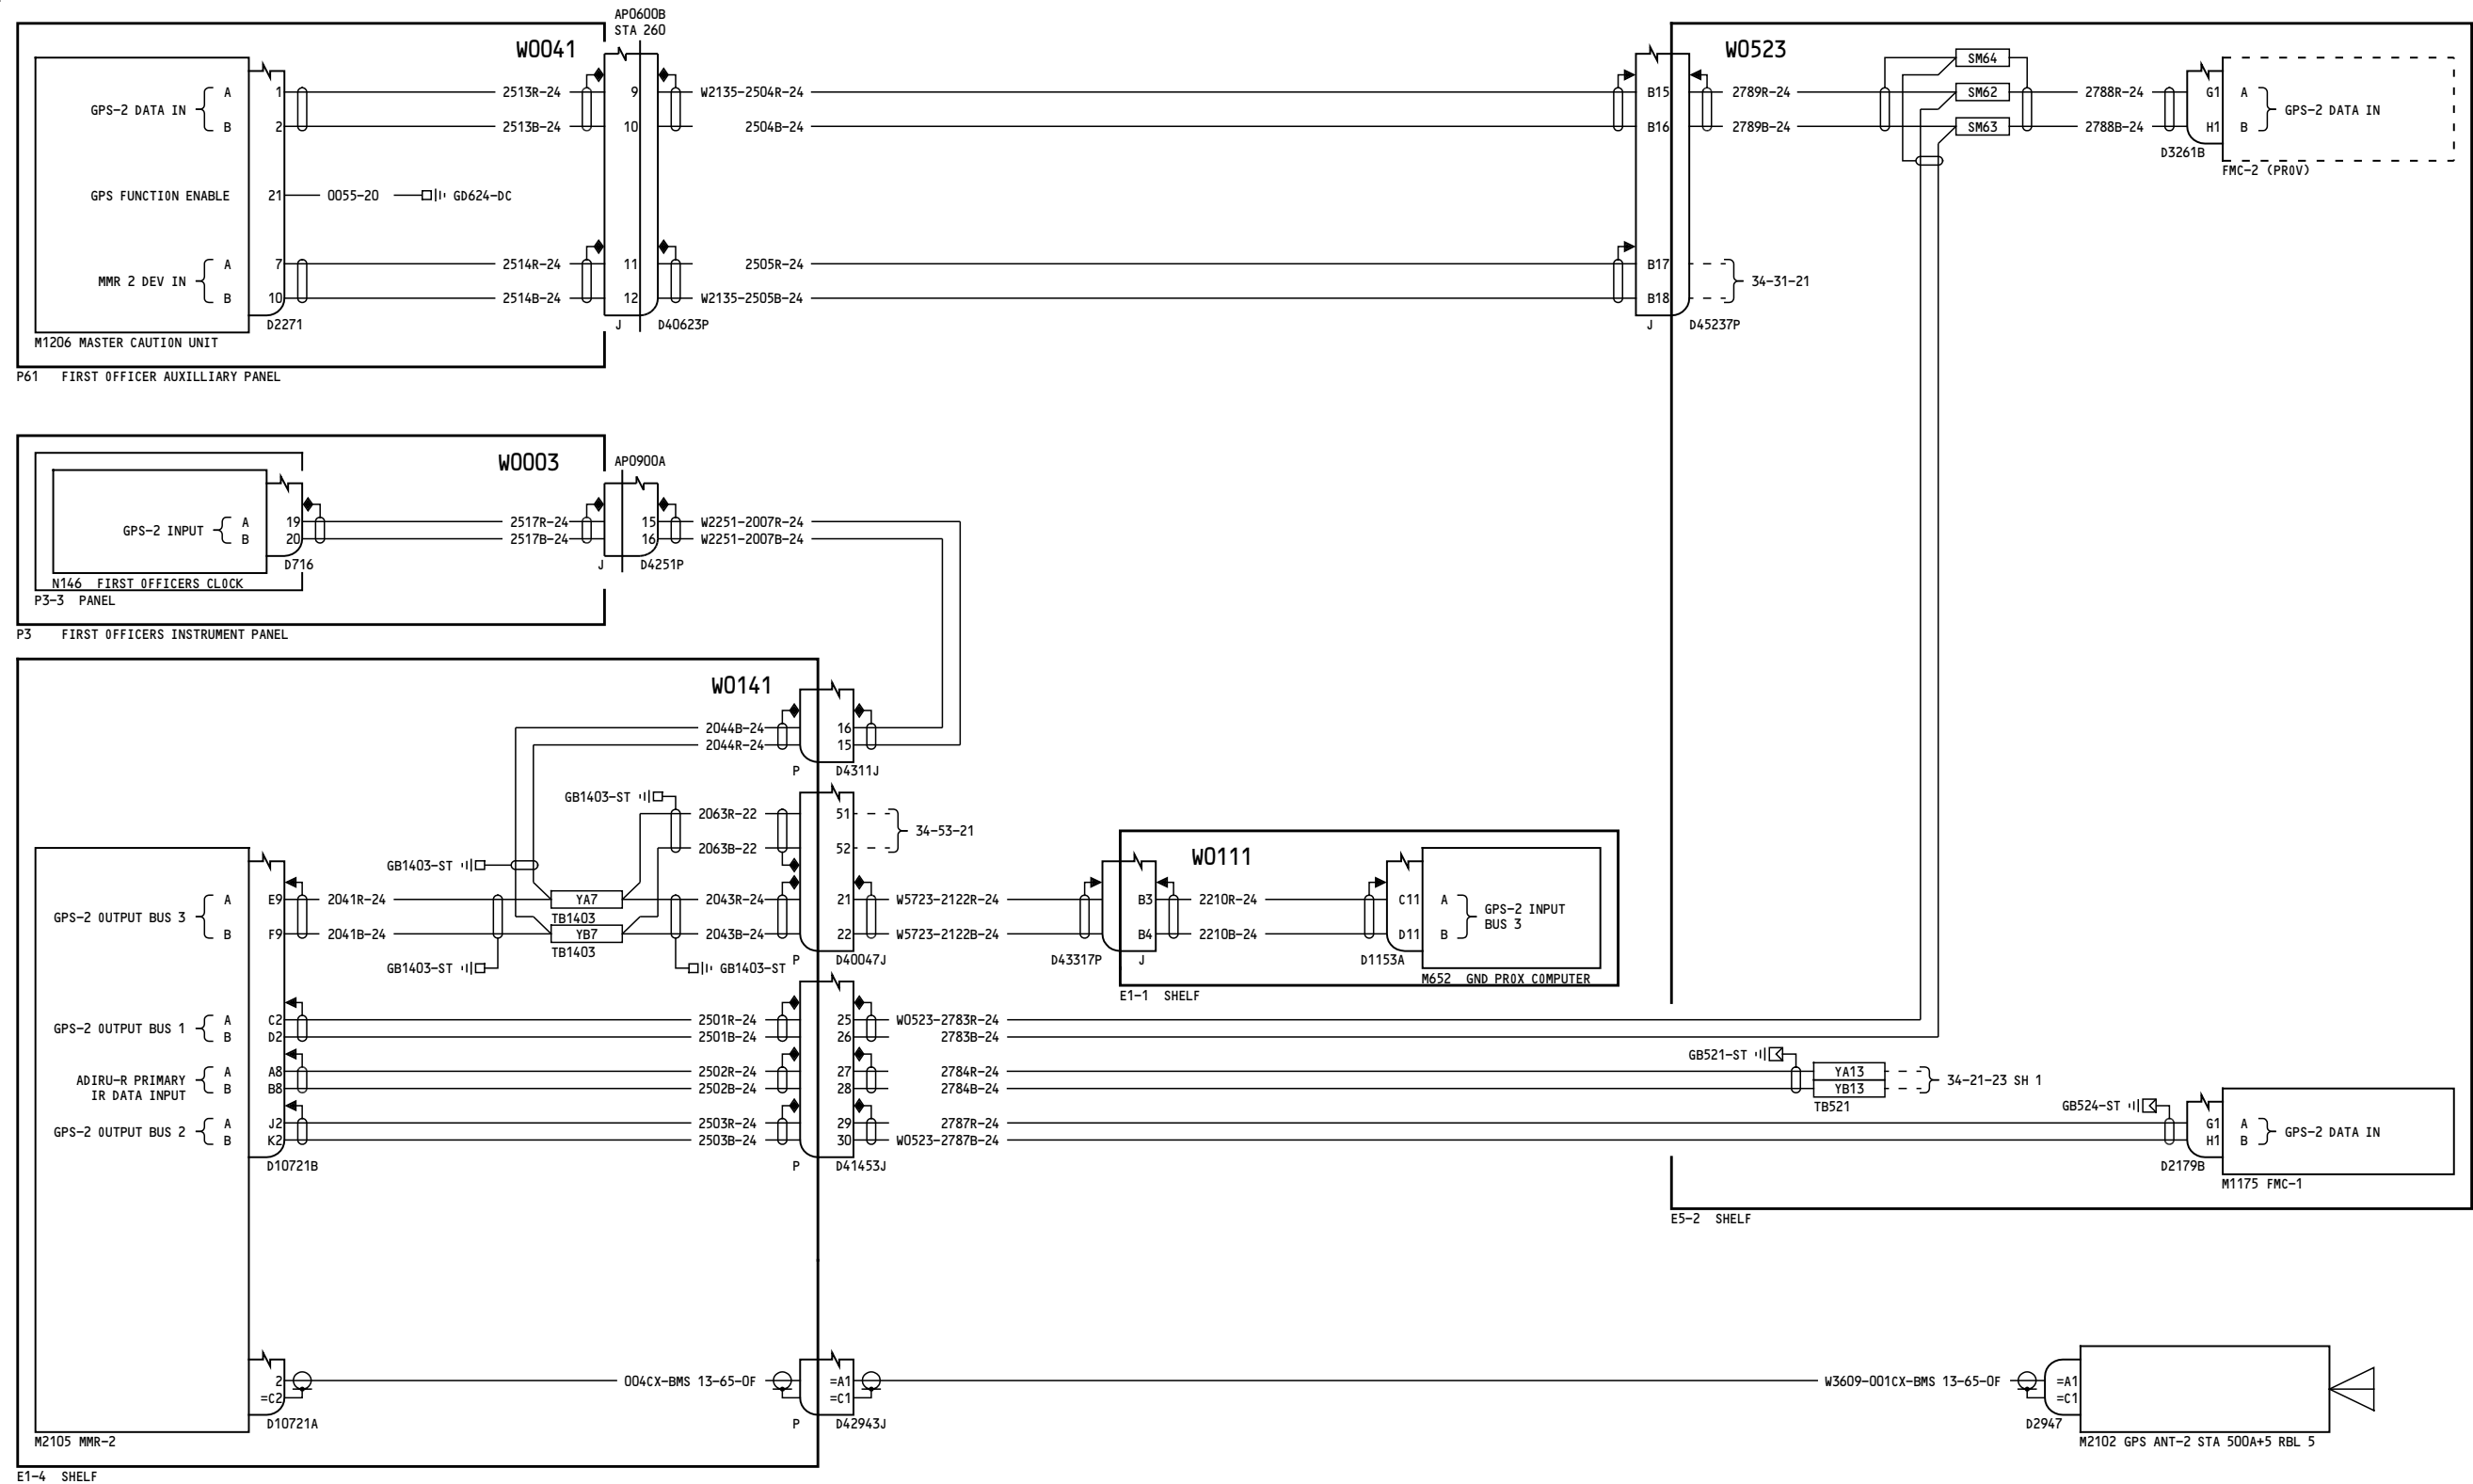 AP0600B
STA 260
W0041
W0523
SM64
GPS-2 DATA IN
A
1
2513R-24
9
W2135-2504R-24
B15
2789R-24
SM62
2788R-24
G1
A
GPS-2 DATA IN
B
2
2513B-24
10
2504B-24
B16
2789B-24
SM63
2788B-24
H1
B
D3261B
FMC-2 (PROV)
GPS FUNCTION ENABLE
21
0055-20
GD624-DC
MMR 2 DEV IN
A
7
2514R-24
11
2505R-24
B17
34-31-21
B
10
2514B-24
12
W2135-2505B-24
B18
D2271
J
D40623P
J
D45237P
M1206 MASTER CAUTION UNIT
P61 FIRST OFFICER AUXILLIARY PANEL
W0003
AP0900A
GPS-2 INPUT
A
19
2517R-24
15
W2251-2007R-24
B
20
2517B-24
16
W2251-2007B-24
D716
J
D4251P
N146 FIRST OFFICERS CLOCK
P3-3 PANEL
P3 FIRST OFFICERS INSTRUMENT PANEL
W0141
2044B-24
16
2044R-24
15
P
D4311J
GB1403-ST
2063R-22
51
34-53-21
2063B-22
52
GB1403-ST
W0111
GPS-2 OUTPUT BUS 3
A
E9
2041R-24
YA7
TB1403
2043R-24
21
W5723-2122R-24
B3
2210R-24
C11
A
GPS-2 INPUT
BUS 3
B
F9
2041B-24
YB7
TB1403
2043B-24
22
W5723-2122B-24
B4
2210B-24
D11
B
GB1403-ST
GB1403-ST
P
D40047J
D43317P
J
D1153A
M652 GND PROX COMPUTER
E1-1 SHELF
GPS-2 OUTPUT BUS 1
A
C2
2501R-24
25
W0523-2783R-24
B
D2
2501B-24
26
2783B-24
GB521-ST
ADIRU-R PRIMARY
IR DATA INPUT
A
A8
2502R-24
27
2784R-24
YA13
34-21-23 SH 1
B
B8
2502B-24
28
2784B-24
YB13
TB521
GB524-ST
GPS-2 OUTPUT BUS 2
A
J2
2503R-24
29
2787R-24
G1
A
GPS-2 DATA IN
B
K2
2503B-24
30
W0523-2787B-24
H1
B
D10721B
P
D41453J
D2179B
M1175 FMC-1
E5-2 SHELF
2
004CX-BMS 13-65-0F
=A1
W3609-001CX-BMS 13-65-0F
=A1
=C2
=C1
=C1
D10721A
P
D42943J
D2947
M2105 MMR-2
M2102 GPS ANT-2 STA 500A+5 RBL 5
E1-4 SHELF